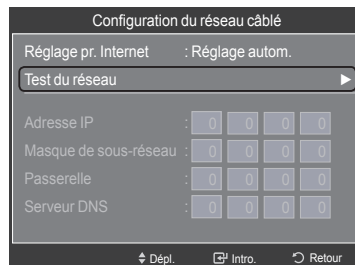 Configuration du réseau câblé
Réglage pr. Internet : Réglage autom.
Test du réseau
Adresse IP : 0 0 0 0
Masque de sous-réseau : 0 0 0 0
Passerelle : 0 0 0 0
Serveur DNS : 0 0 0 0
Dépl. Intro. Retour